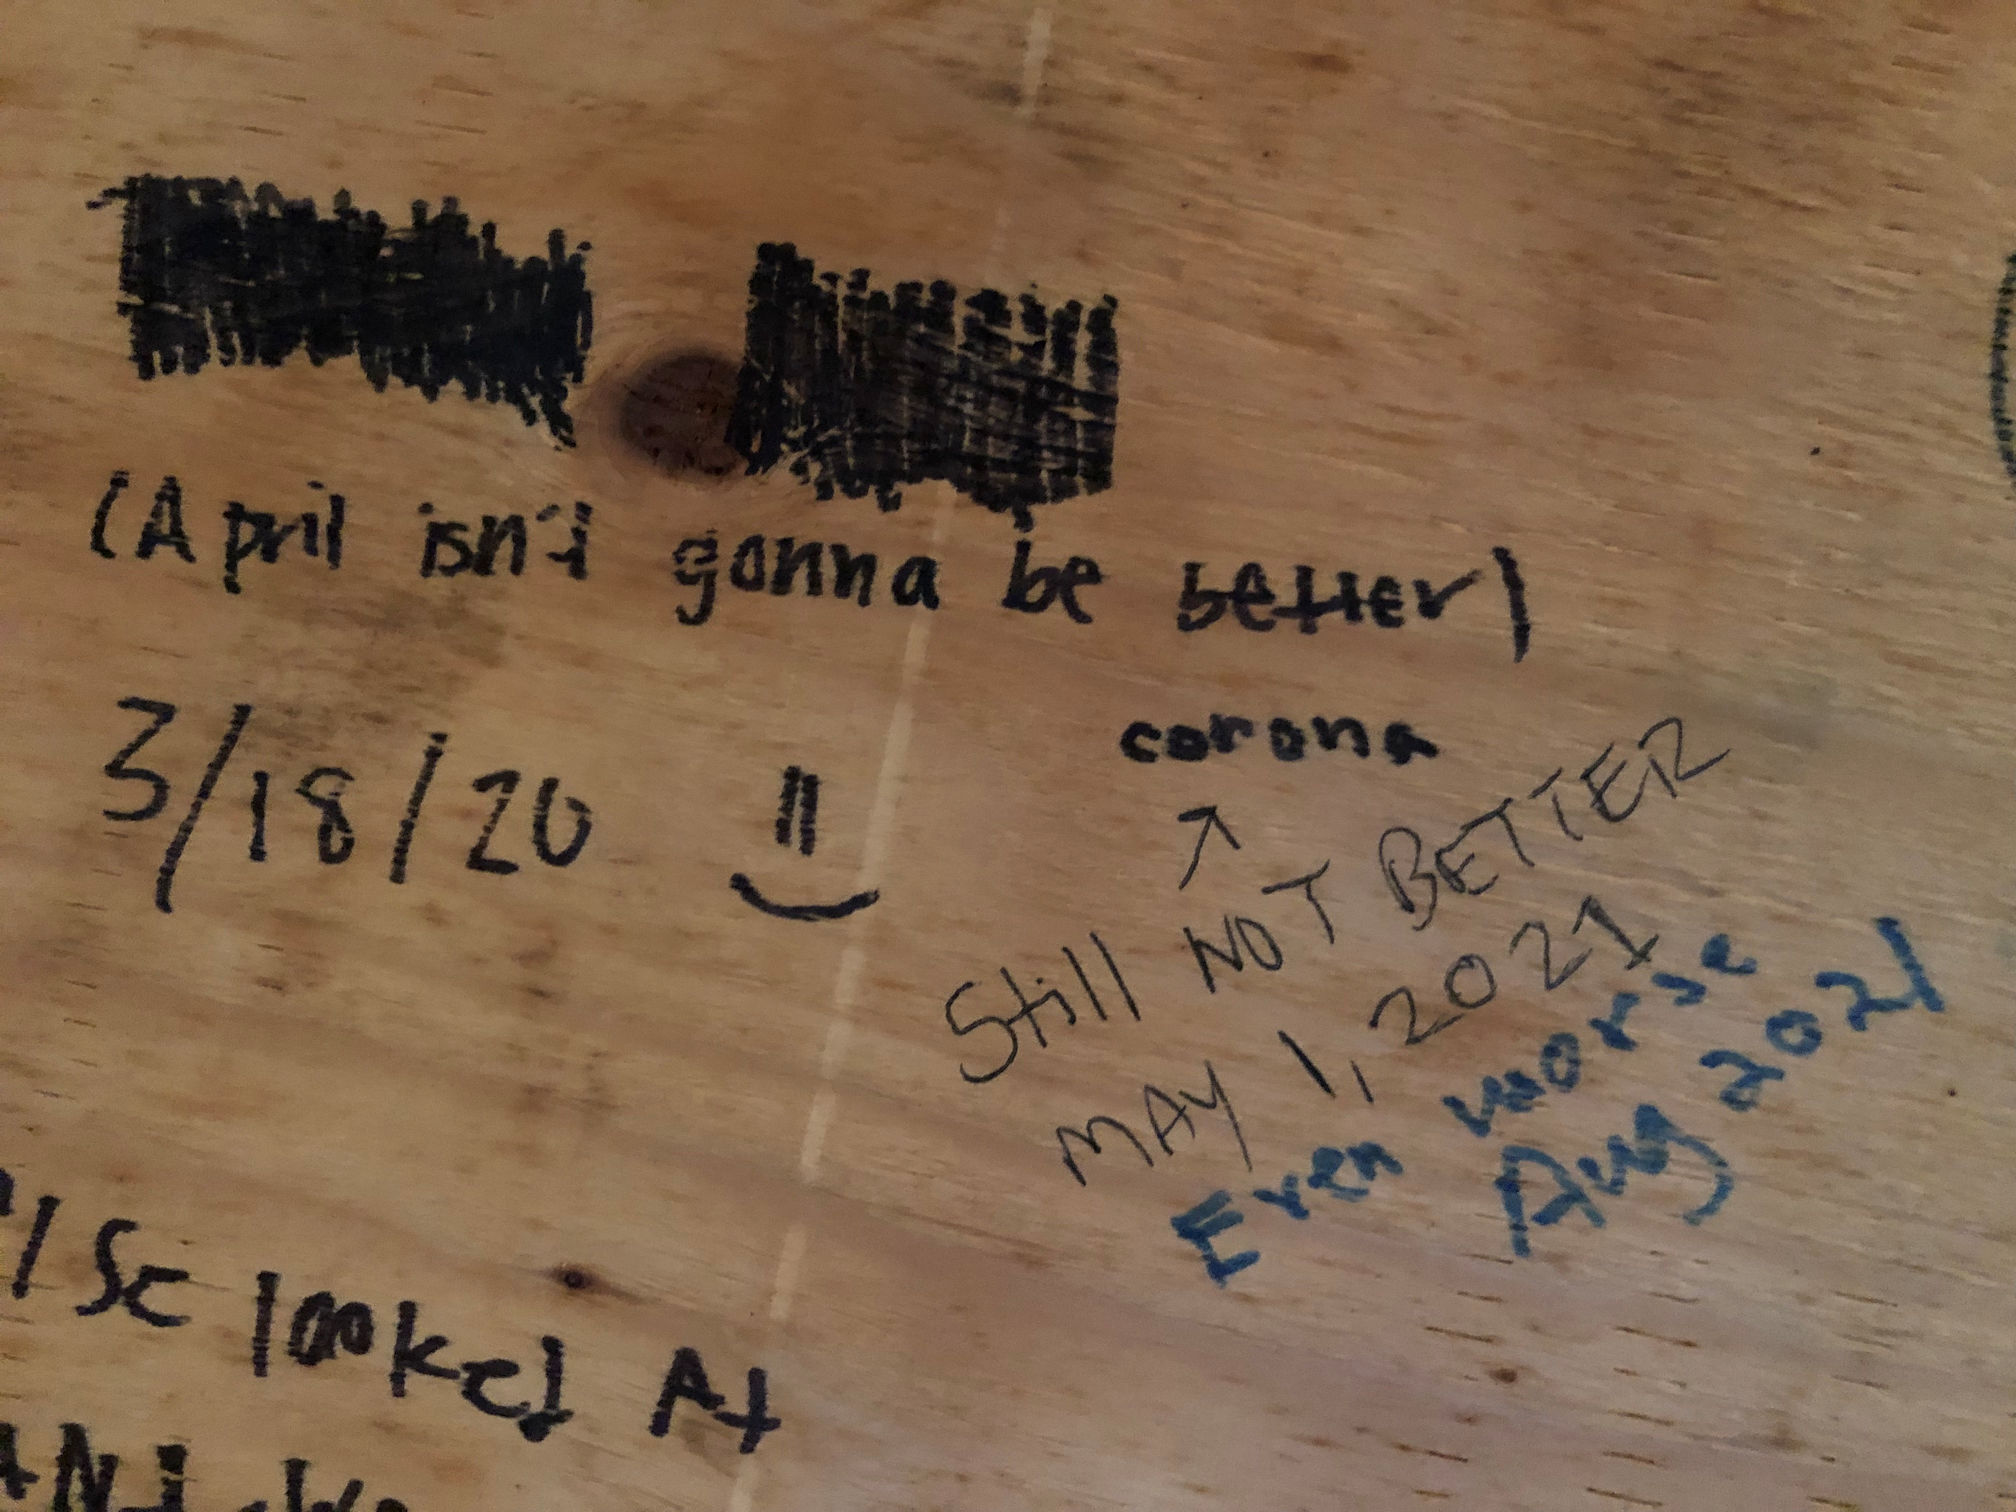 (April isn't gonna be better)
3/18/20
corona
Still NOT BETTER
MAY 1, 2021
Even worse
Aug 2021
looked At